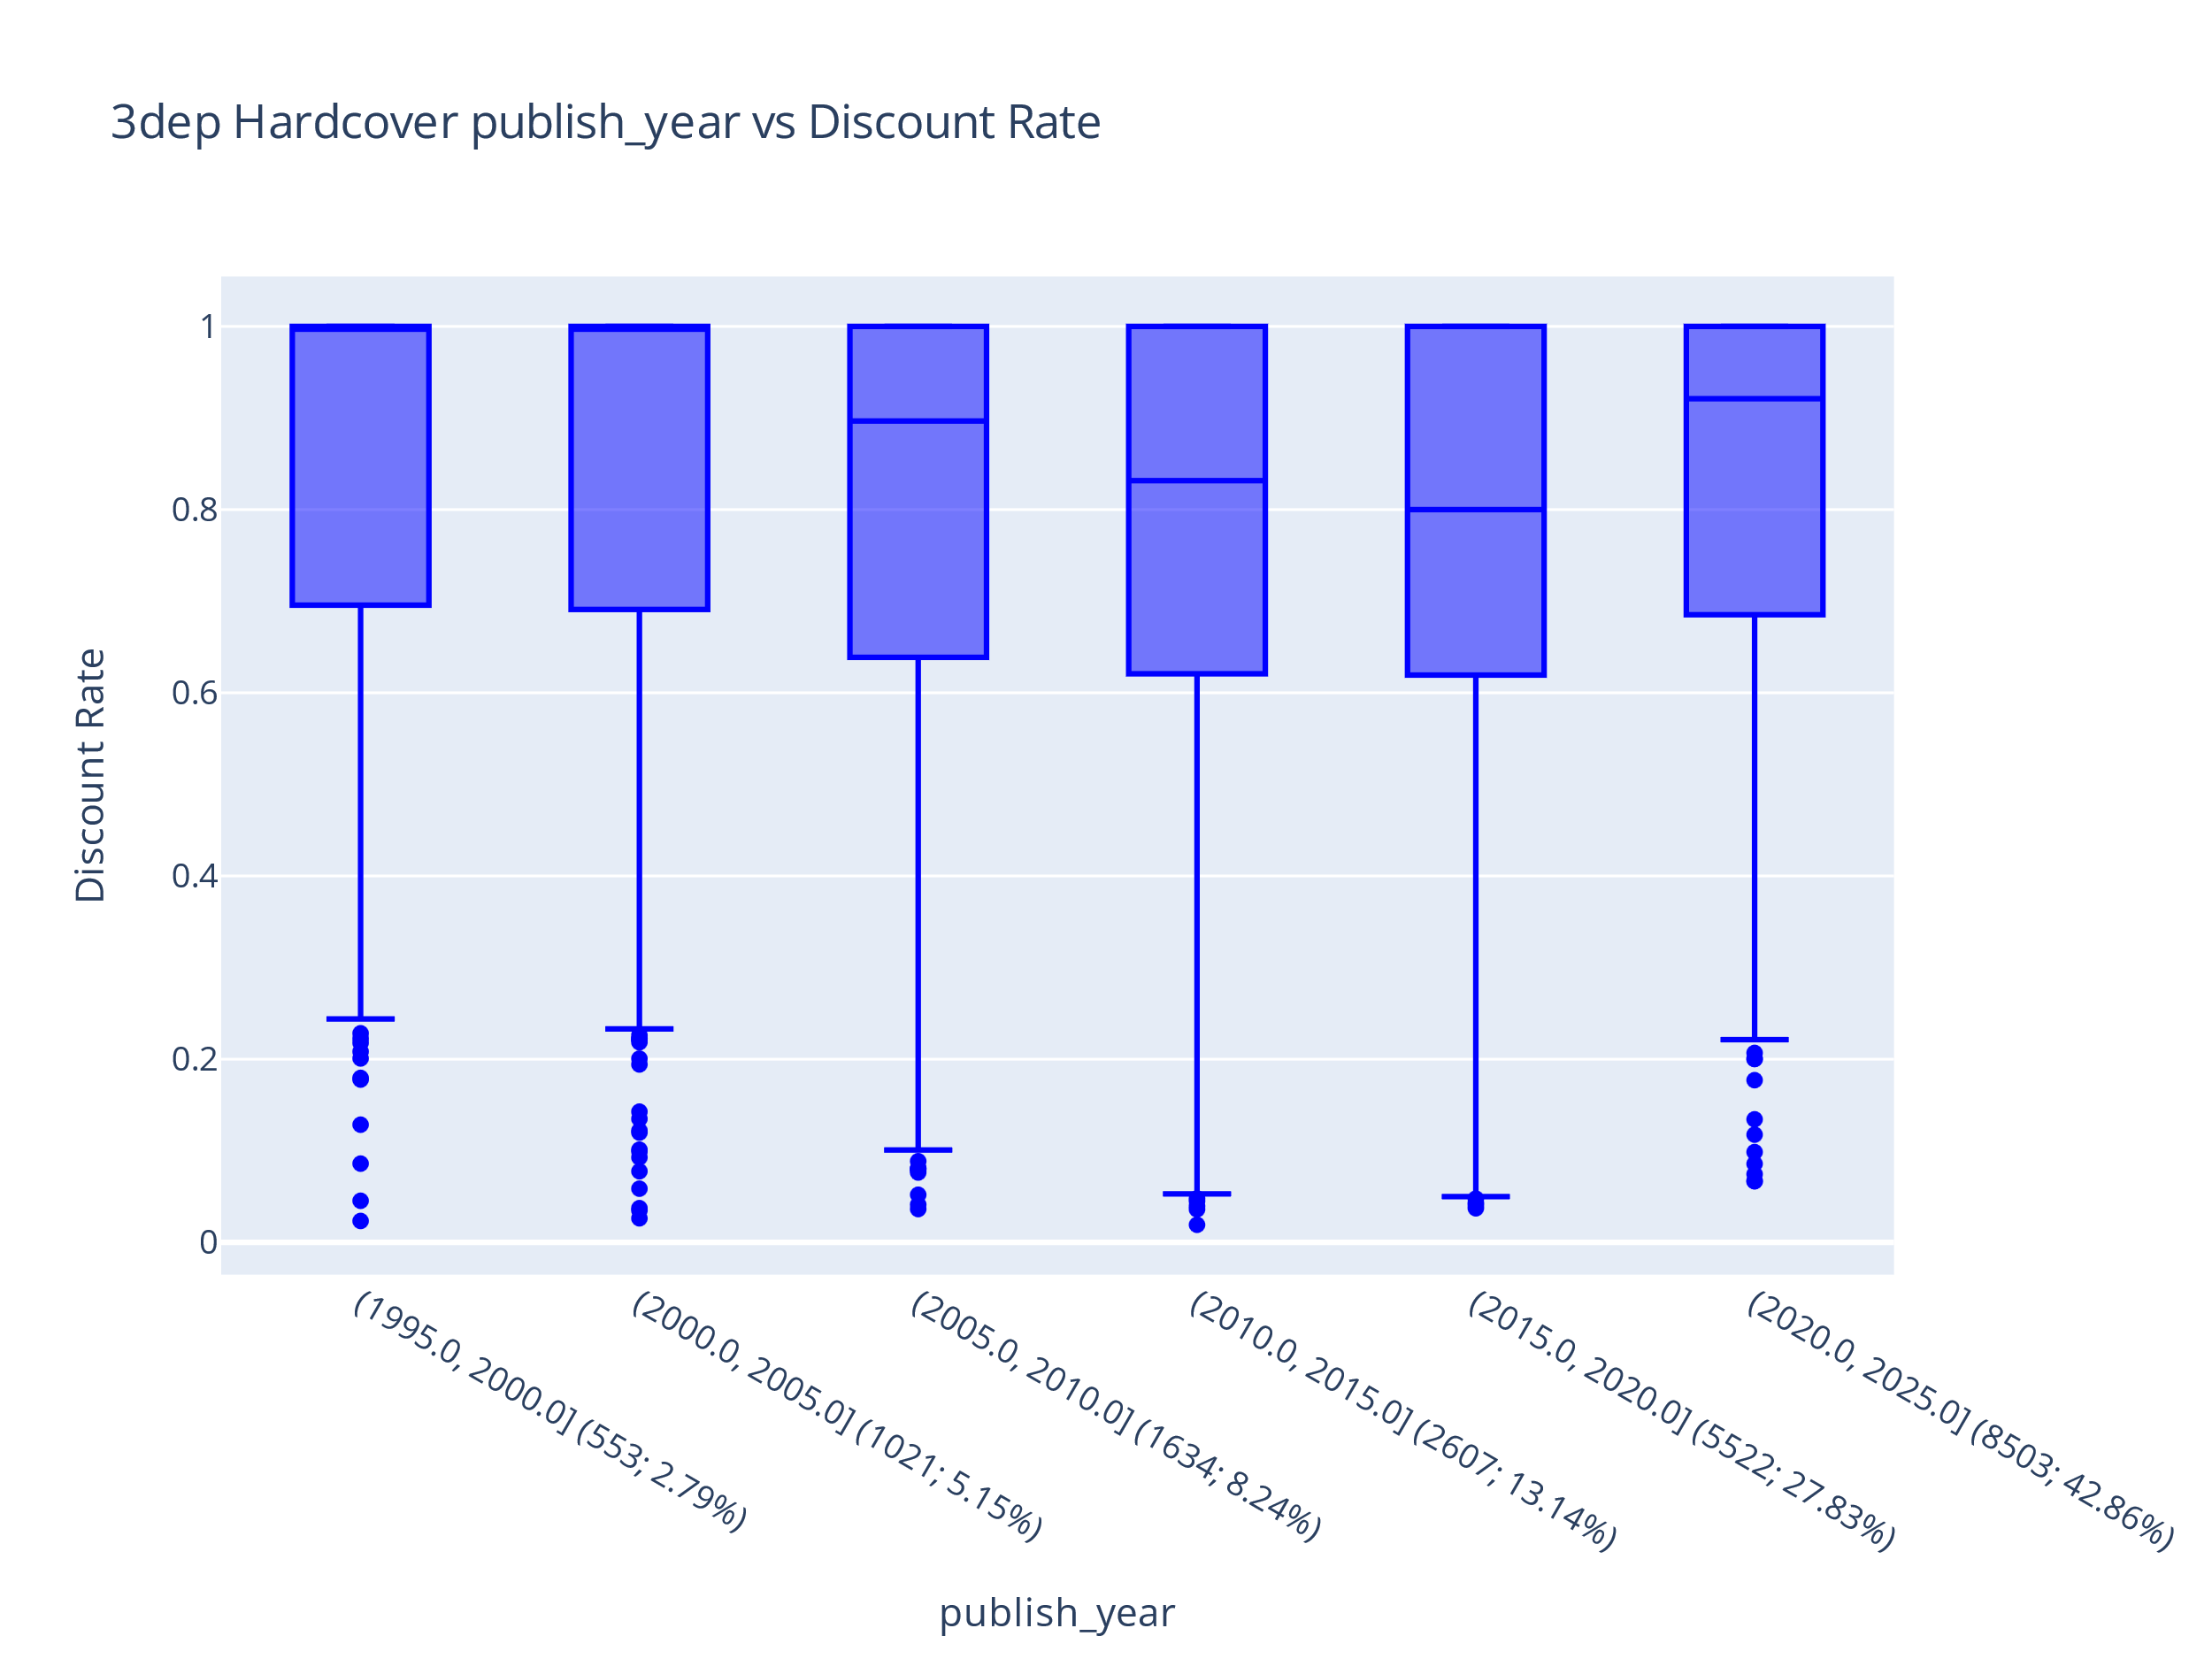 3dep Hardcover publish_year vs Discount Rate
Discount Rate
1
0.8
0.6
0.4
0.2
0
(1995.0, 2000.0] (553; 2.79%)
(2000.0, 2005.0] (1021; 5.15%)
(2005.0, 2010.0] (1634; 8.24%)
(2010.0, 2015.0] (2607; 13.14%)
(2015.0, 2020.0] (5522; 27.83%)
(2020.0, 2025.0] (8503; 42.86%)
publish_year